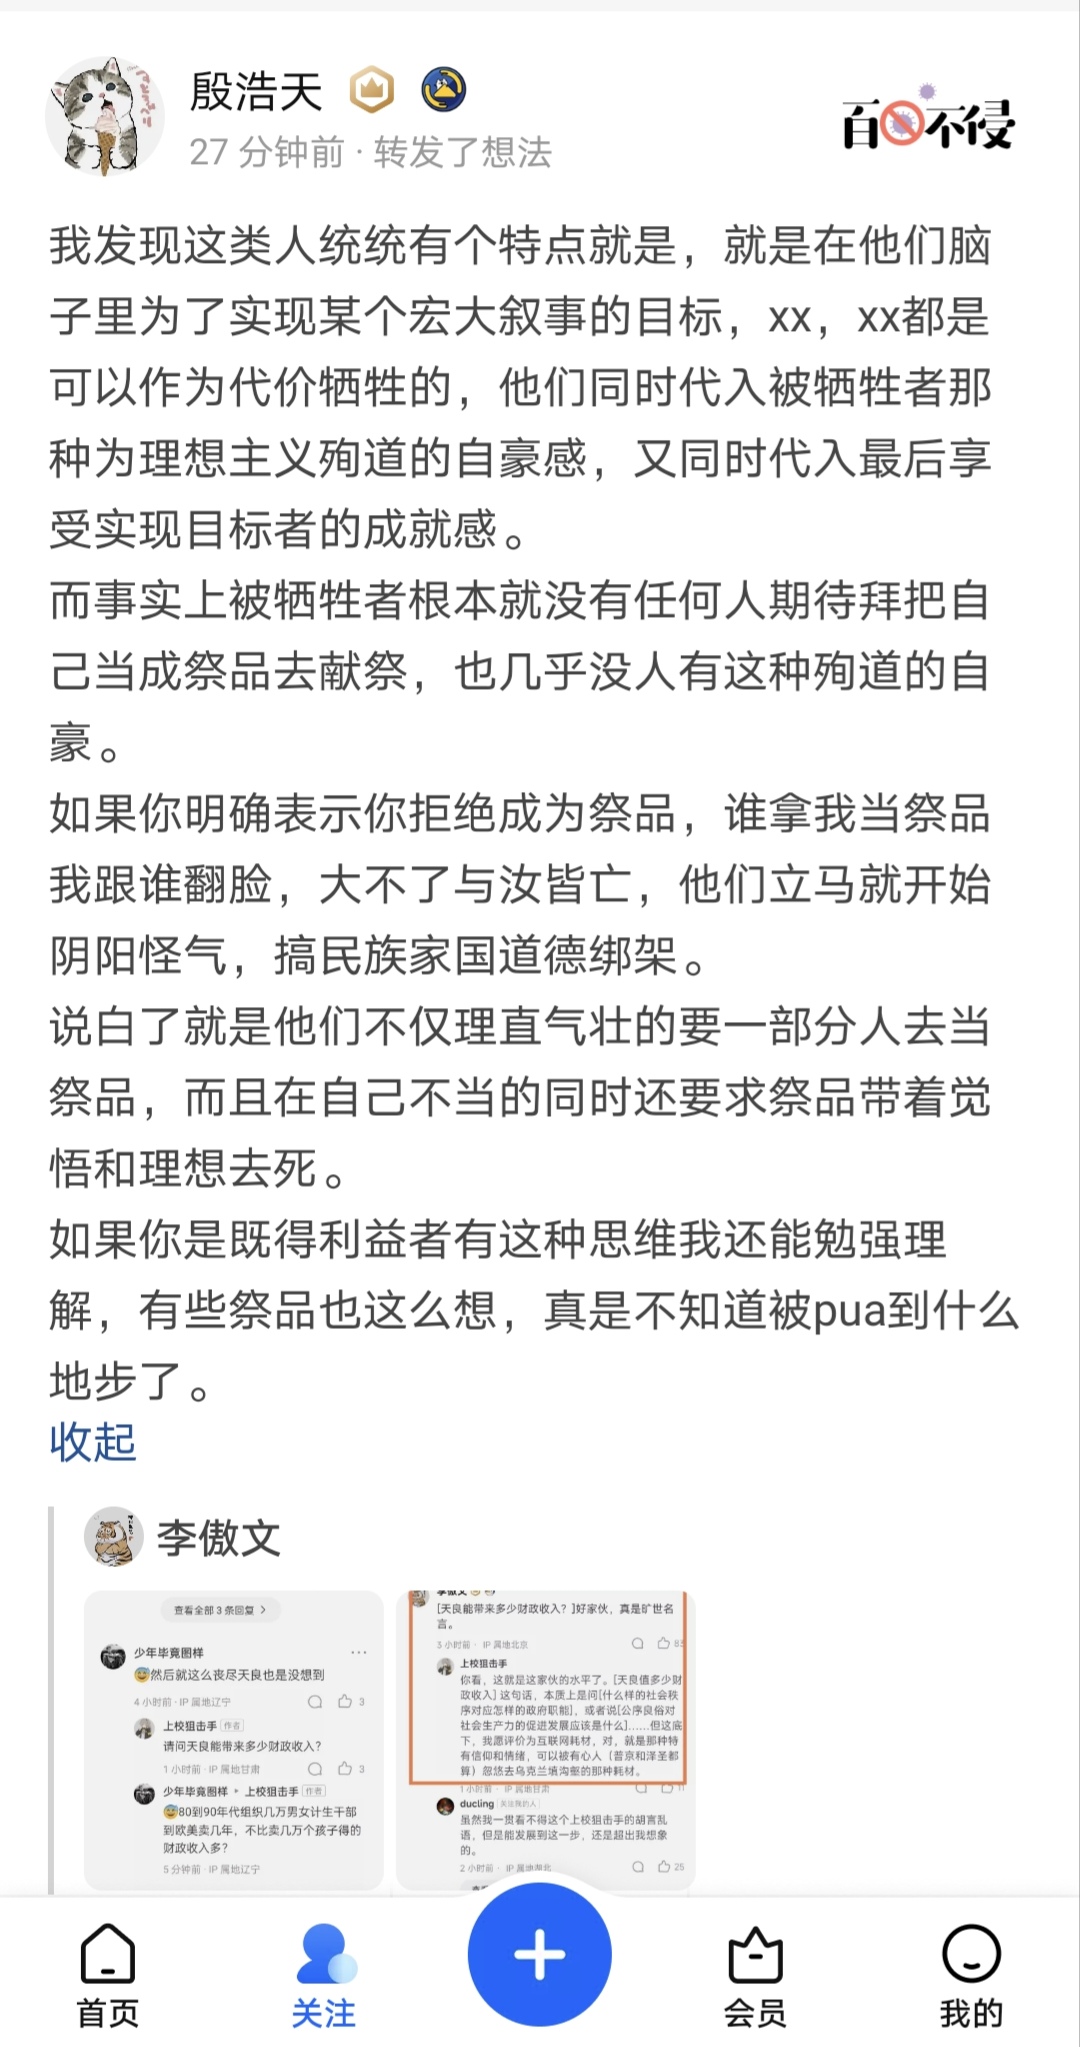 殷浩天
27 分钟前 · 转发了想法
百不侵
我发现这类人统统有个特点就是，就是在他们脑
子里为了实现某个宏大叙事的目标，xx，xx都是
可以作为代价牺牲的，他们同时代入被牺牲者那
种为理想主义殉道的自豪感，又同时代入最后享
受实现目标者的成就感。
而事实上被牺牲者根本就没有任何人期待拜把自
己当成祭品去献祭，也几乎没人有这种殉道的自
豪。
如果你明确表示你拒绝成为祭品，谁拿我当祭品
我跟谁翻脸，大不了与汝皆亡，他们立马就开始
阴阳怪气，搞民族家国道德绑架。
说白了就是他们不仅理直气壮的要一部分人去当
祭品，而且在自己不当的同时还要求祭品带着觉
悟和理想去死。
如果你是既得利益者有这种思维我还能勉强理
解，有些祭品也这么想，真是不知道被pua到什么
地步了。
收起
李傲文
查看全部 3 条回复
少年毕竟图样
然后就这么丧尽天良也是没想到
4 小时前 · IP 属地辽宁
3
上校狙击手 作者
请问天良能带来多少财政收入？
1 小时前 · IP 属地甘肃
3
少年毕竟图样 上校狙击手 作者
80到90年代组织几万男女计生干部
到欧美卖几年，不比卖几万个孩子得的
财政收入多？
5 分钟前 · IP 属地辽宁
李傲文
[天良能带来多少财政收入？]好家伙，真是旷世名
言。
3 小时前 · IP 属地北京
83
上校狙击手
你看，这就是这家伙的水平了。[天良值多少财
政收入] 这句话，本质上是问[什么样的社会秩
序对应怎样的政府职能]，或者说[公序良俗对
社会生产力的促进发展应该是什么]……但这底
下，我愿评价为互联网耗材，对，就是那种特
有信仰和情绪，可以被有心人（普京和泽圣都
算）忽悠去乌克兰填沟壑的那种耗材。
1 小时前 · IP 属地甘肃
11
ducling 关注我的人
虽然我一贯看不得这个上校狙击手的胡言乱
语，但是能发展到这一步，还是超出我想象
的。
2 小时前 · IP 属地湖北
25
首页
关注
会员
我的